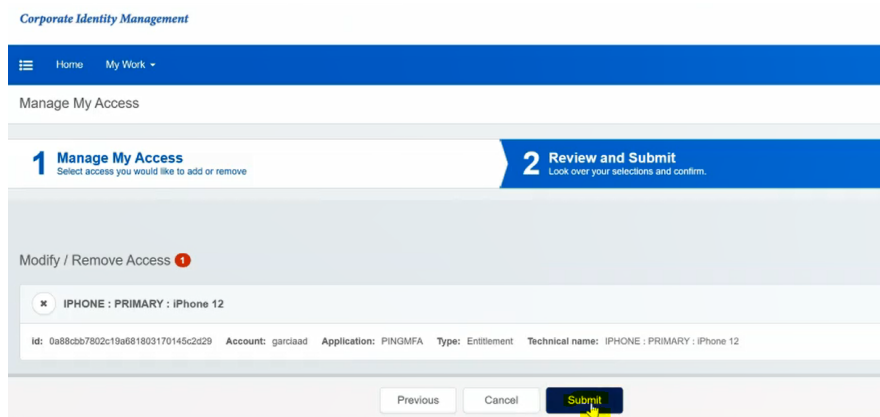 Corporate Identity Management
Home My Work
Manage My Access
1 Manage My Access
Select access you would like to add or remove
2 Review and Submit
Look over your selections and confirm.
Modify / Remove Access 1
IPHONE : PRIMARY : iPhone 12
id: 0a88cbb7802c19a681803170145c2d29 Account: garciaad Application: PINGMFA Type: Entitlement Technical name: IPHONE : PRIMARY : iPhone 12
Previous Cancel Submit